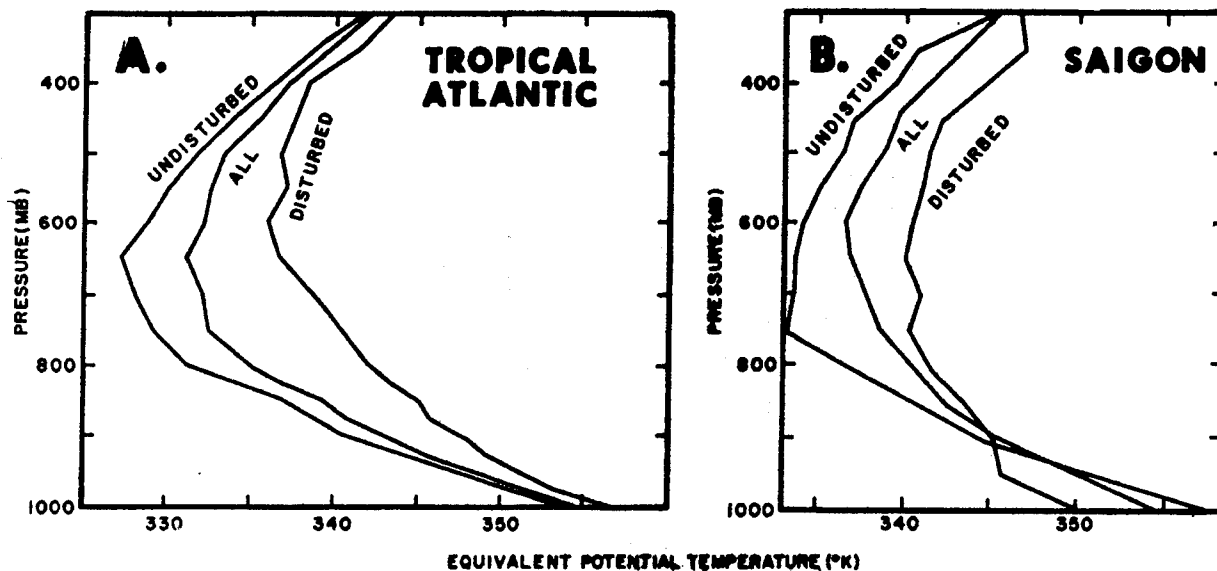 A.
TROPICAL
ATLANTIC
UNDISTURBED
ALL
DISTURBED
PRESSURE(MB)
400
600
800
1000
330
340
350
B.
SAIGON
UNDISTURBED
ALL
DISTURBED
PRESSURE(MB)
400
600
800
1000
340
350
EQUIVALENT POTENTIAL TEMPERATURE (°K)